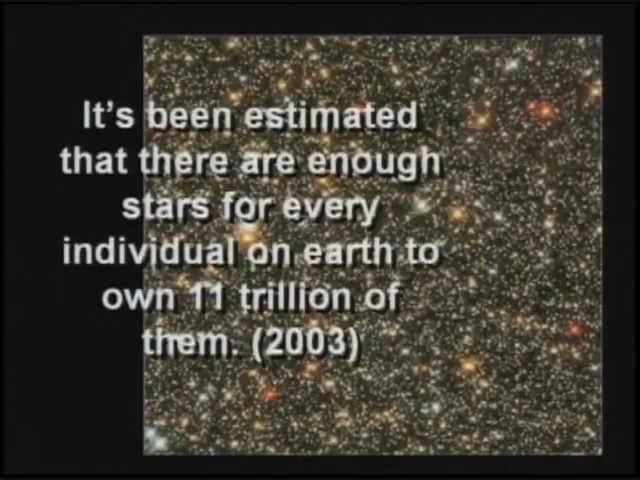 It's been estimated
that there are enough
stars for every
individual on earth to
own 11 trillion of
them. (2003)